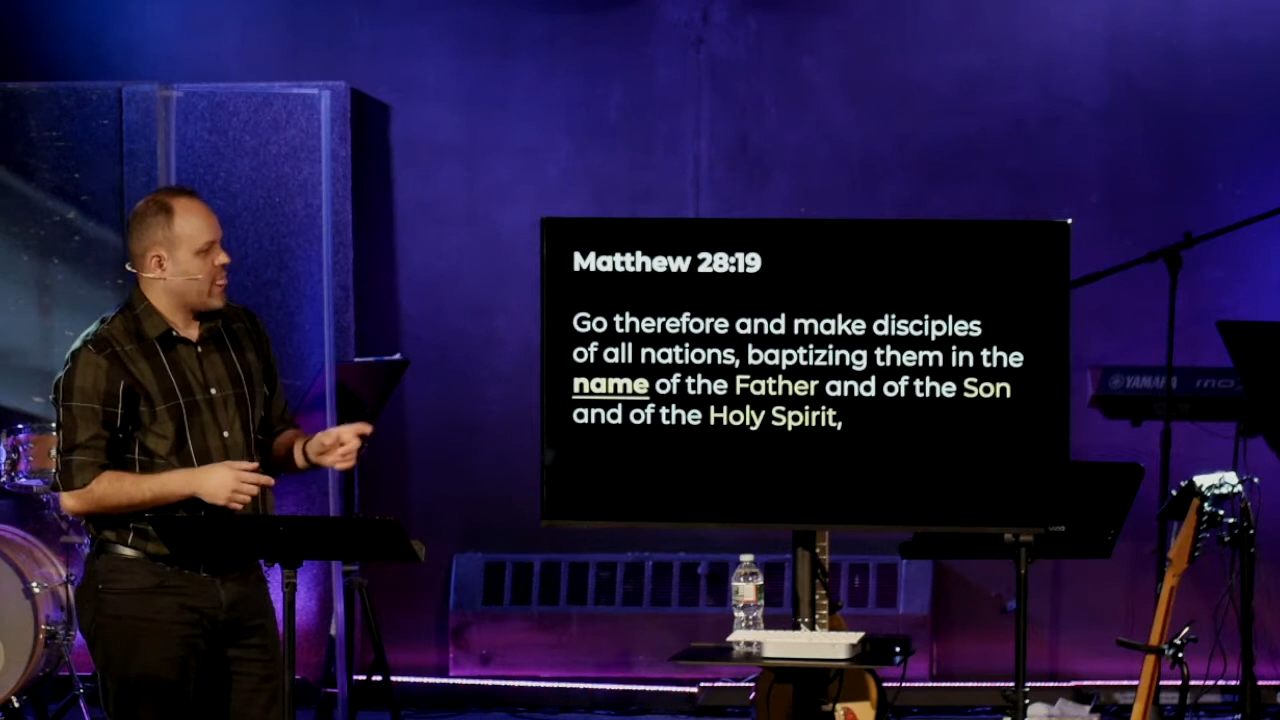 Matthew 28:19
Go therefore and make disciples
of all nations, baptizing them in the
name of the Father and of the Son
and of the Holy Spirit,
YAMAHA